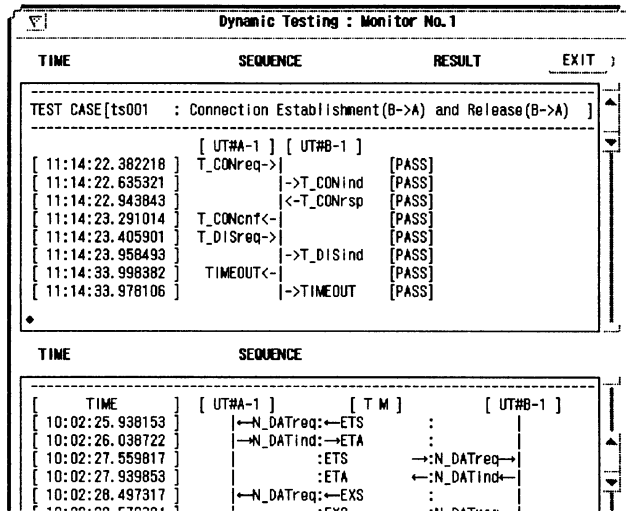 Dynamic Testing : Monitor No.1
TIME SEQUENCE RESULT EXIT
TEST CASE[ts001 : Connection Establishment(B->A) and Release(B->A) ]
[ UT#A-1 ] [ UT#B-1 ]
[ 11:14:22.382218 ] T_CONreq->| [PASS]
[ 11:14:22.635321 ] |->T_CONind [PASS]
[ 11:14:22.943843 ] |<-T_CONrsp [PASS]
[ 11:14:23.291014 ] T_CONcnf<-| [PASS]
[ 11:14:23.405901 ] T_DISreq->| [PASS]
[ 11:14:23.958493 ] |->T_DISind [PASS]
[ 11:14:33.998382 ] TIMEOUT<-| [PASS]
[ 11:14:33.978106 ] |->TIMEOUT [PASS]
TIME SEQUENCE
[ TIME ] [ UT#A-1 ] [ T M ] [ UT#B-1 ]
[ 10:02:25.938153 ] |←N_DATreq:←ETS : |
[ 10:02:26.038722 ] |→N_DATind:→ETA : |
[ 10:02:27.559817 ] | :ETS →:N_DATreq→|
[ 10:02:27.939853 ] | :ETA ←:N_DATind←|
[ 10:02:28.497317 ] |←N_DATreq:←EXS : |